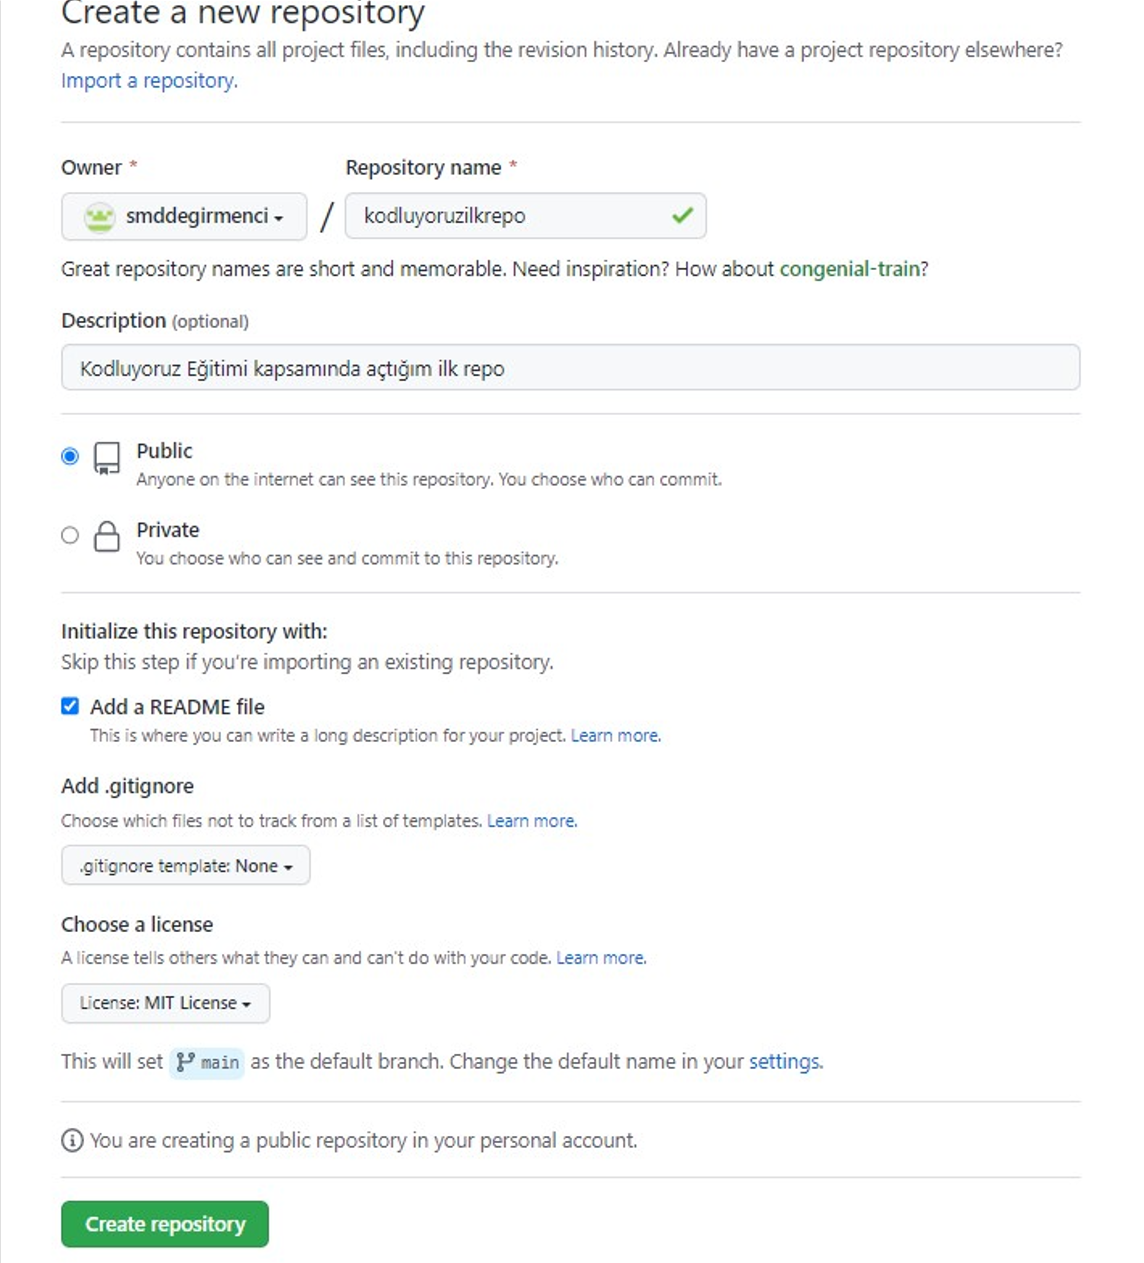 Create a new repository
A repository contains all project files, including the revision history. Already have a project repository elsewhere?
Import a repository.
Owner * Repository name *
smddegirmenci / kodluyoruzilkrepo
Great repository names are short and memorable. Need inspiration? How about congenial-train?
Description (optional)
Kodluyoruz Eğitimi kapsamında açtığım ilk repo
Public
Anyone on the internet can see this repository. You choose who can commit.
Private
You choose who can see and commit to this repository.
Initialize this repository with:
Skip this step if you're importing an existing repository.
Add a README file
This is where you can write a long description for your project. Learn more.
Add .gitignore
Choose which files not to track from a list of templates. Learn more.
.gitignore template: None
Choose a license
A license tells others what they can and can't do with your code. Learn more.
License: MIT License
This will set main as the default branch. Change the default name in your settings.
You are creating a public repository in your personal account.
Create repository